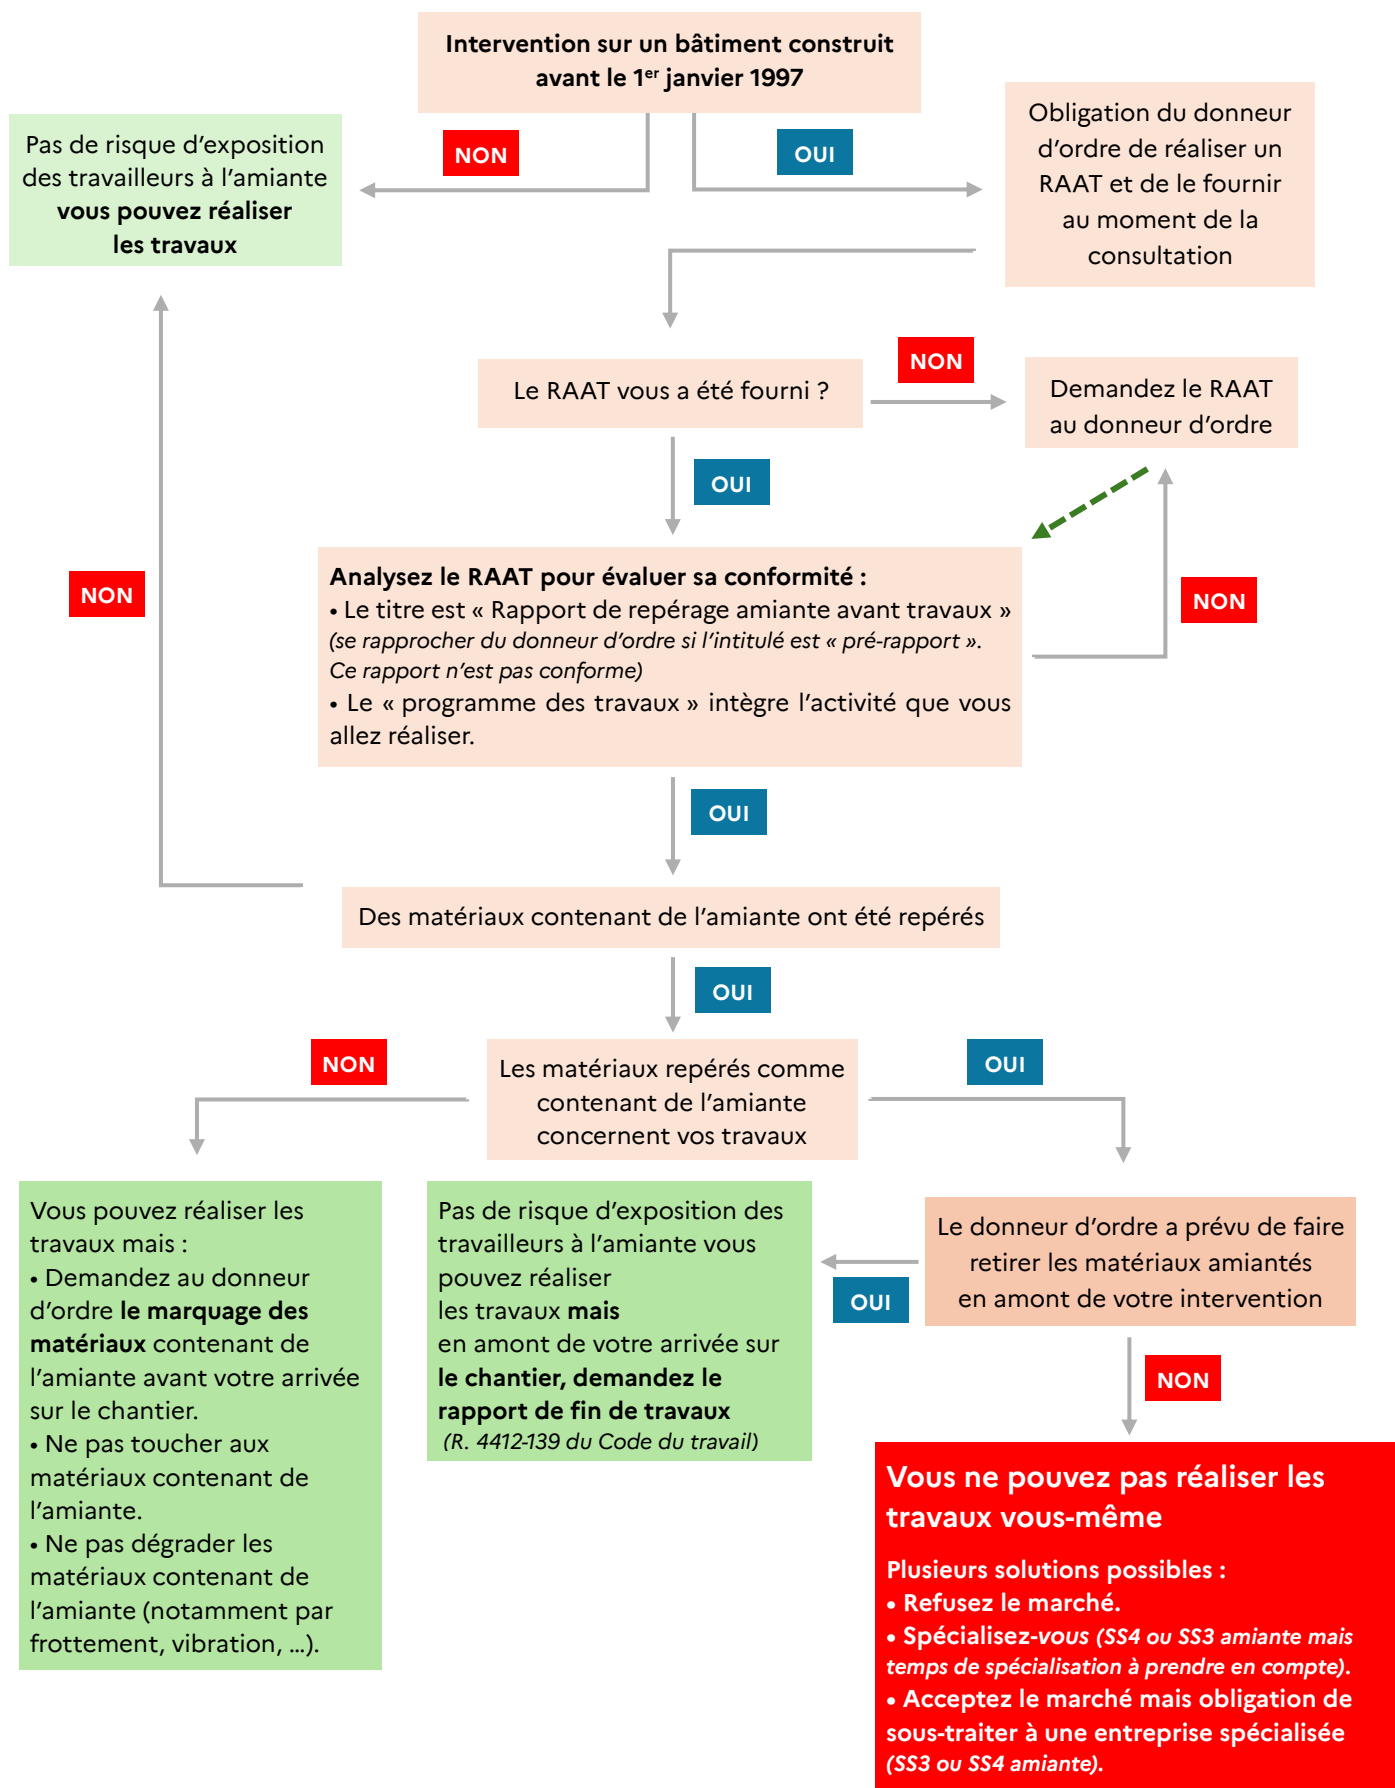 Intervention sur un bâtiment construit
avant le 1er janvier 1997
NON
OUI
Pas de risque d'exposition
des travailleurs à l'amiante
vous pouvez réaliser
les travaux
Obligation du donneur
d'ordre de réaliser un
RAAT et de le fournir
au moment de la
consultation
Le RAAT vous a été fourni ?
NON
Demandez le RAAT
au donneur d'ordre
OUI
Analysez le RAAT pour évaluer sa conformité :
• Le titre est « Rapport de repérage amiante avant travaux »
(se rapprocher du donneur d'ordre si l'intitulé est « pré-rapport ».
Ce rapport n'est pas conforme)
• Le « programme des travaux » intègre l'activité que vous
allez réaliser.
NON
NON
OUI
Des matériaux contenant de l'amiante ont été repérés
OUI
Les matériaux repérés comme
contenant de l'amiante
concernent vos travaux
NON
OUI
Vous pouvez réaliser les
travaux mais :
• Demandez au donneur
d'ordre le marquage des
matériaux contenant de
l'amiante avant votre arrivée
sur le chantier.
• Ne pas toucher aux
matériaux contenant de
l'amiante.
• Ne pas dégrader les
matériaux contenant de
l'amiante (notamment par
frottement, vibration, ...).
Pas de risque d'exposition des
travailleurs à l'amiante vous
pouvez réaliser
les travaux mais
en amont de votre arrivée sur
le chantier, demandez le
rapport de fin de travaux
(R. 4412-139 du Code du travail)
Le donneur d'ordre a prévu de faire
retirer les matériaux amiantés
en amont de votre intervention
OUI
NON
Vous ne pouvez pas réaliser les
travaux vous-même
Plusieurs solutions possibles :
• Refusez le marché.
• Spécialisez-vous (SS4 ou SS3 amiante mais
temps de spécialisation à prendre en compte).
• Acceptez le marché mais obligation de
sous-traiter à une entreprise spécialisée
(SS3 ou SS4 amiante).